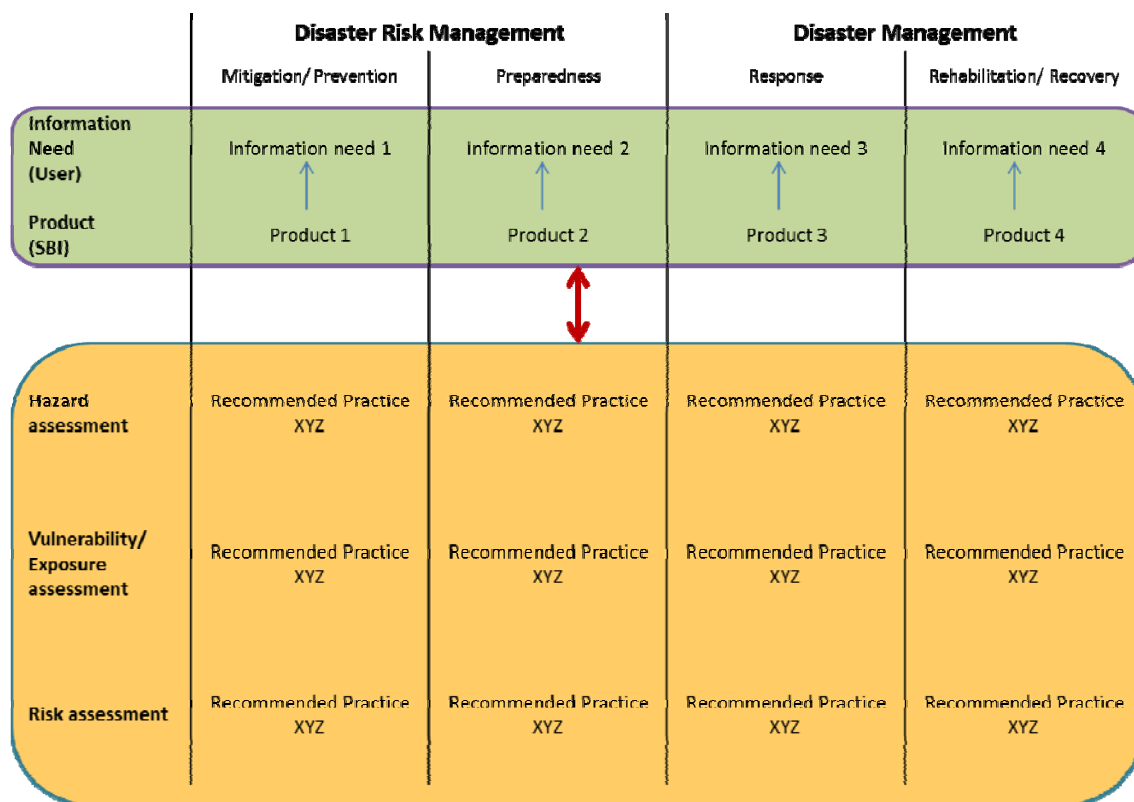 Disaster Risk Management Disaster Management
Mitigation/ Prevention Preparedness Response Rehabilitation/ Recovery
Information
Need
(User)
Information need 1 Information need 2 Information need 3 Information need 4
Product
(SBI)
Product 1 Product 2 Product 3 Product 4
Hazard
assessment
Recommended Practice
XYZ
Recommended Practice
XYZ
Recommended Practice
XYZ
Recommended Practice
XYZ
Vulnerability/
Exposure
assessment
Recommended Practice
XYZ
Recommended Practice
XYZ
Recommended Practice
XYZ
Recommended Practice
XYZ
Risk assessment
Recommended Practice
XYZ
Recommended Practice
XYZ
Recommended Practice
XYZ
Recommended Practice
XYZ